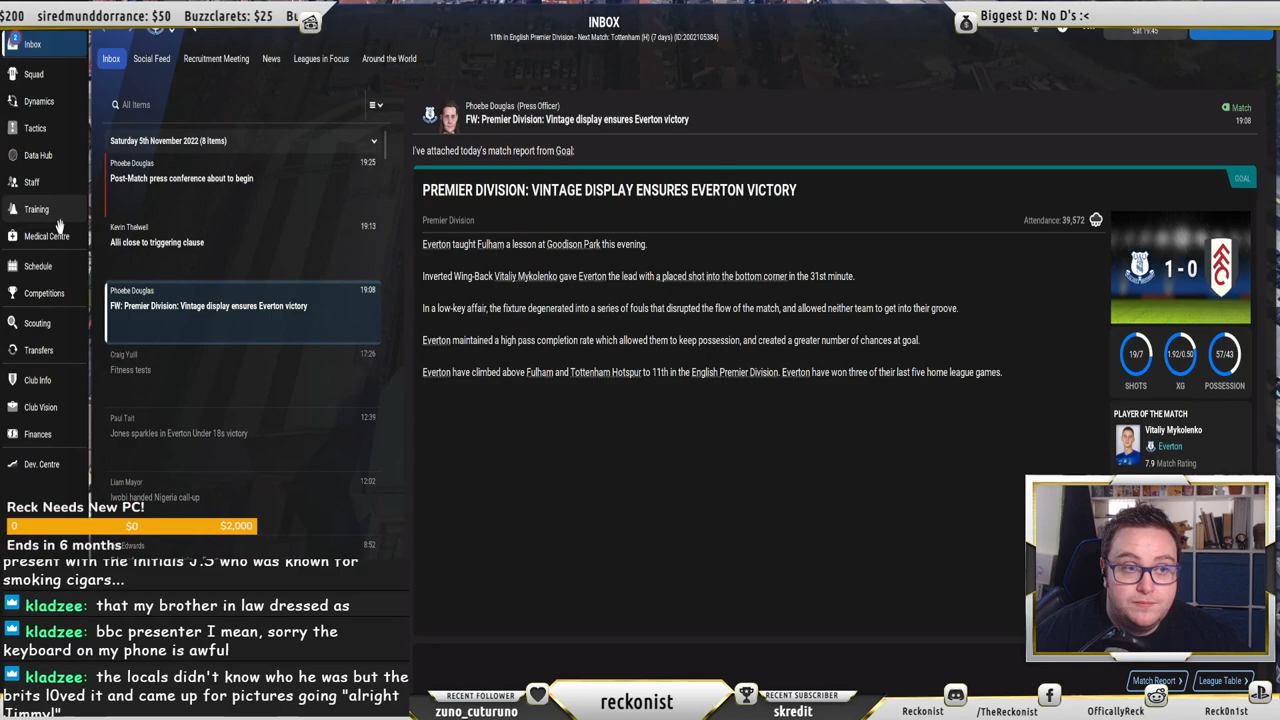 $200 siredmunddorrance: $50 Buzzclarets: $25
INBOX
11th in English Premier Division - Next Match: Tottenham (H) (7 days) (ID:2002105384)
Biggest D: No D's :<
Sat 19:45
2
Inbox
Squad
Dynamics
Tactics
Data Hub
Staff
Training
Medical Centre
Schedule
Competitions
Scouting
Transfers
Club Info
Club Vision
Finances
Dev. Centre
Inbox Social Feed Recruitment Meeting News Leagues in Focus Around the World
All Items
Saturday 5th November 2022 (8 items)
Phoebe Douglas 19:25
Post-Match press conference about to begin
Kevin Thelwell 19:13
Alli close to triggering clause
Phoebe Douglas 19:08
FW: Premier Division: Vintage display ensures Everton victory
Craig Yuill 17:26
Fitness tests
Paul Tait 12:39
Jones sparkles in Everton Under 18s victory
Liam Mayor 12:02
Iwobi handed Nigeria call-up
Edwards 8:52
Phoebe Douglas (Press Officer)
FW: Premier Division: Vintage display ensures Everton victory
Match
19:08
I've attached today's match report from Goal:
GOAL
PREMIER DIVISION: VINTAGE DISPLAY ENSURES EVERTON VICTORY
Premier Division
Attendance: 39,572
Everton taught Fulham a lesson at Goodison Park this evening.
Inverted Wing-Back Vitaliy Mykolenko gave Everton the lead with a placed shot into the bottom corner in the 31st minute.
In a low-key affair, the fixture degenerated into a series of fouls that disrupted the flow of the match, and allowed neither team to get into their groove.
Everton maintained a high pass completion rate which allowed them to keep possession, and created a greater number of chances at goal.
Everton have climbed above Fulham and Tottenham Hotspur to 11th in the English Premier Division. Everton have won three of their last five home league games.
1-0
19/7 1.92/0.50 57/43
SHOTS XG POSSESSION
PLAYER OF THE MATCH
Vitaliy Mykolenko
Everton
7.9 Match Rating
Reck Needs New PC!
0 $0 $2,000
Ends in 6 months
present with the initials J.S who was known for
smoking cigars...
kladzee: that my brother in law dressed as
kladzee: bbc presenter I mean, sorry the
keyboard on my phone is awful
kladzee: the locals didn't know who he was but the
brits l0ved it and came up for pictures going "alright
Jimmy!"
Match Report >
League Table >
RECENT FOLLOWER
zuno_cuturuno
reckonist
RECENT SUBSCRIBER
skredit
Reckonist
/TheReckonist
OfficallyReck
Reck0n1st